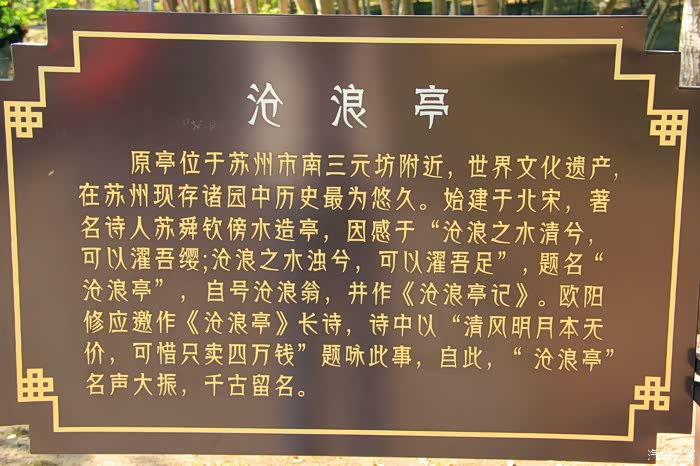 沧浪亭
原亭位于苏州市南三元坊附近，世界文化遗产，
在苏州现存诸园中历史最为悠久。始建于北宋，著
名诗人苏舜钦傍水造亭，因感于“沧浪之水清兮，
可以濯吾缨;沧浪之水浊兮，可以濯吾足”，题名“
沧浪亭”，自号沧浪翁，并作《沧浪亭记》。欧阳
修应邀作《沧浪亭》长诗，诗中以“清风明月本无
价，可惜只卖四万钱”题咏此事，自此，“沧浪亭”
名声大振，千古留名。